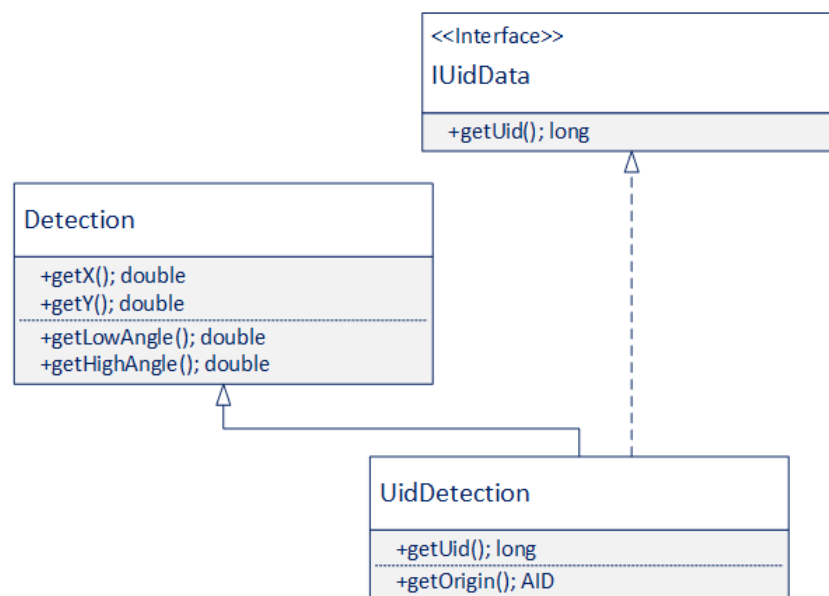 <<Interface>>
IUidData
+getUid(); long
Detection
+getX(); double
+getY(); double
+getLowAngle(); double
+getHighAngle(); double
UidDetection
+getUid(); long
+getOrigin(); AID